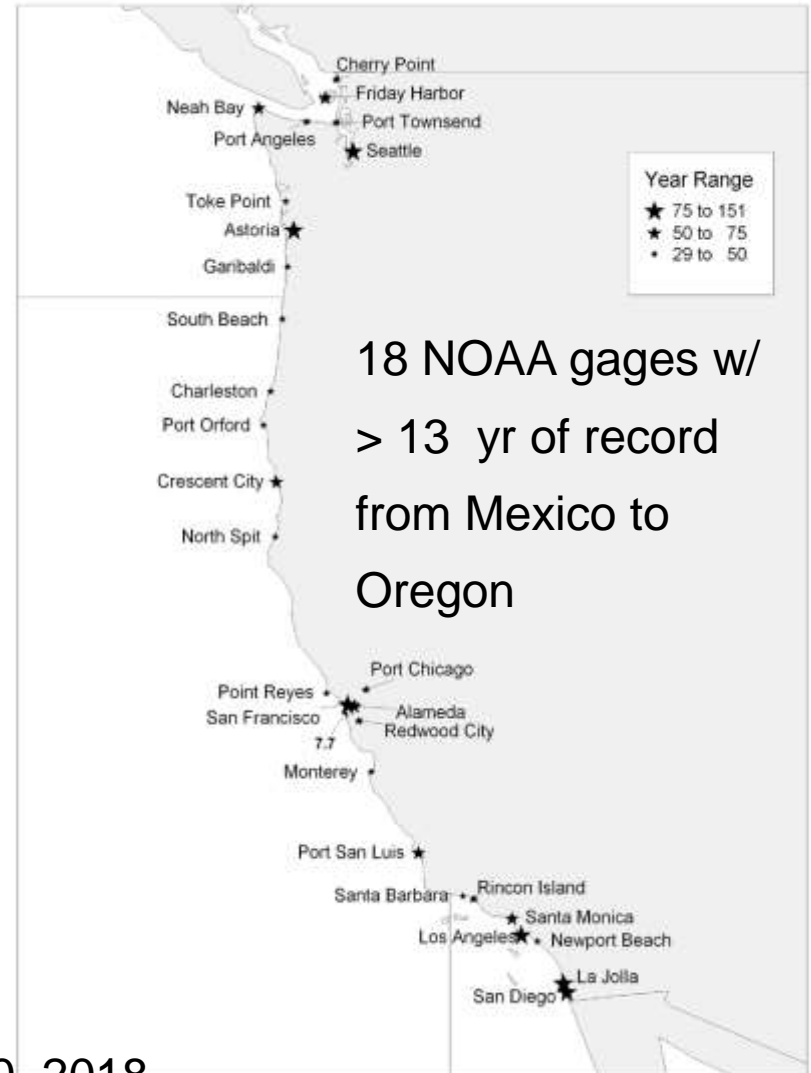 Cherry Point
Friday Harbor
Neah Bay
Port Townsend
Port Angeles
Seattle
Year Range
75 to 151
50 to 75
29 to 50
Toke Point
Astoria
Garibaldi
South Beach
18 NOAA gages w/
> 13 yr of record
from Mexico to
Oregon
Charleston
Port Orford
Crescent City
North Spit
Port Chicago
Point Reyes
San Francisco
Alameda
Redwood City
7.7
Monterey
Port San Luis
Santa Barbara
Rincon Island
Santa Monica
Los Angeles
Newport Beach
La Jolla
San Diego
2018